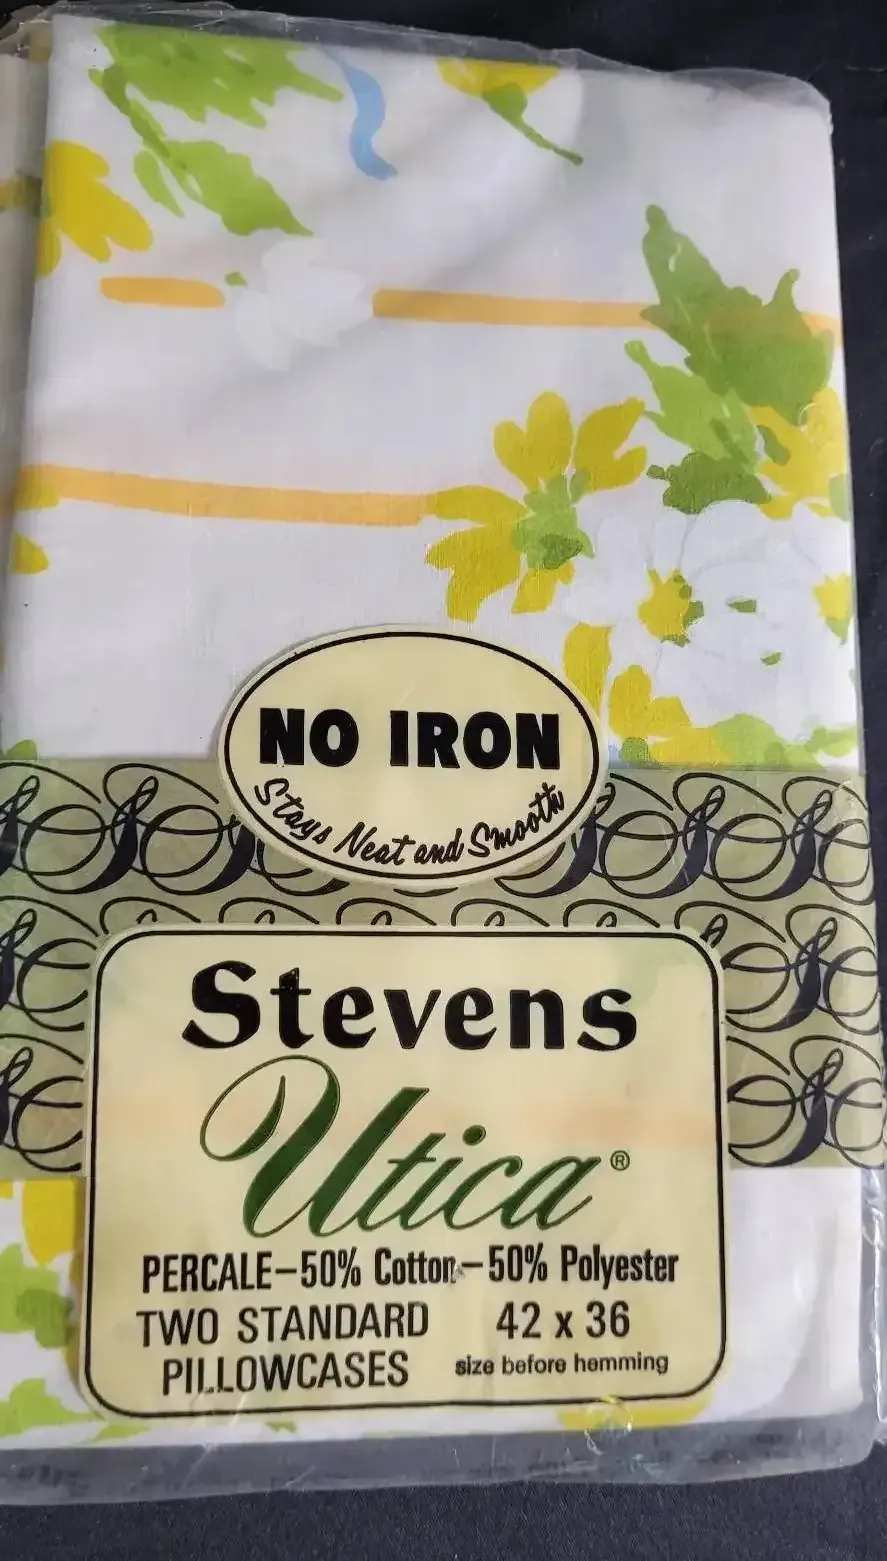 NO IRON
Stays Neat and Smooth
Stevens
Utica®
PERCALE–50% Cotton–50% Polyester
TWO STANDARD 42 x 36
PILLOWCASES size before hemming